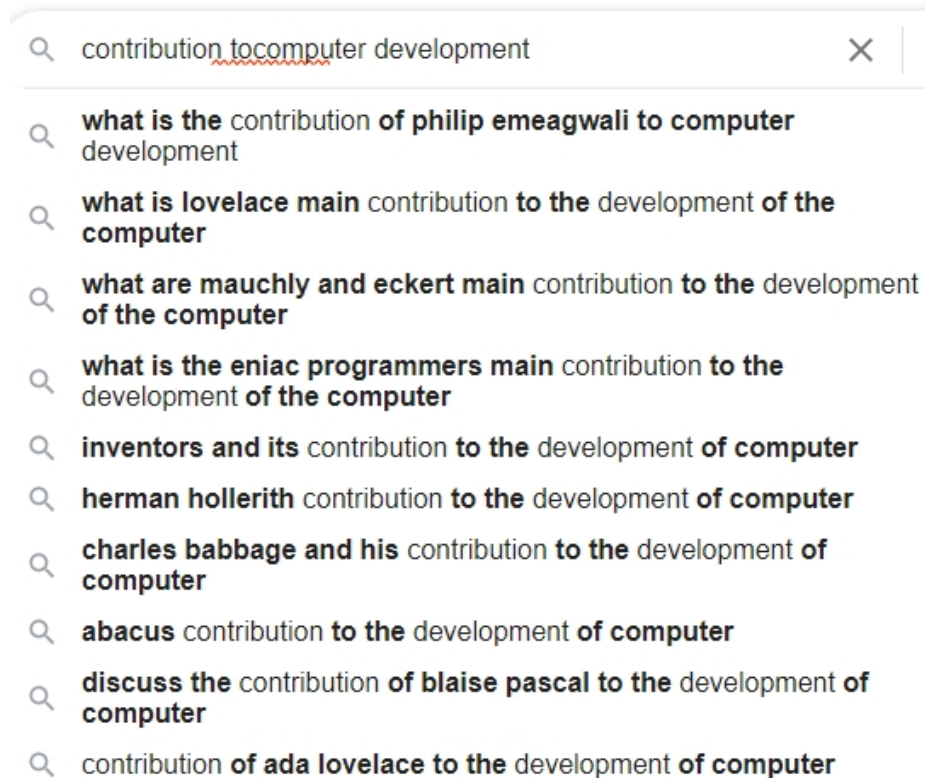 contribution tocomputer development
what is the contribution of philip emeagwali to computer
development
what is lovelace main contribution to the development of the
computer
what are mauchly and eckert main contribution to the development
of the computer
what is the eniac programmers main contribution to the
development of the computer
inventors and its contribution to the development of computer
herman hollerith contribution to the development of computer
charles babbage and his contribution to the development of
computer
abacus contribution to the development of computer
discuss the contribution of blaise pascal to the development of
computer
contribution of ada lovelace to the development of computer